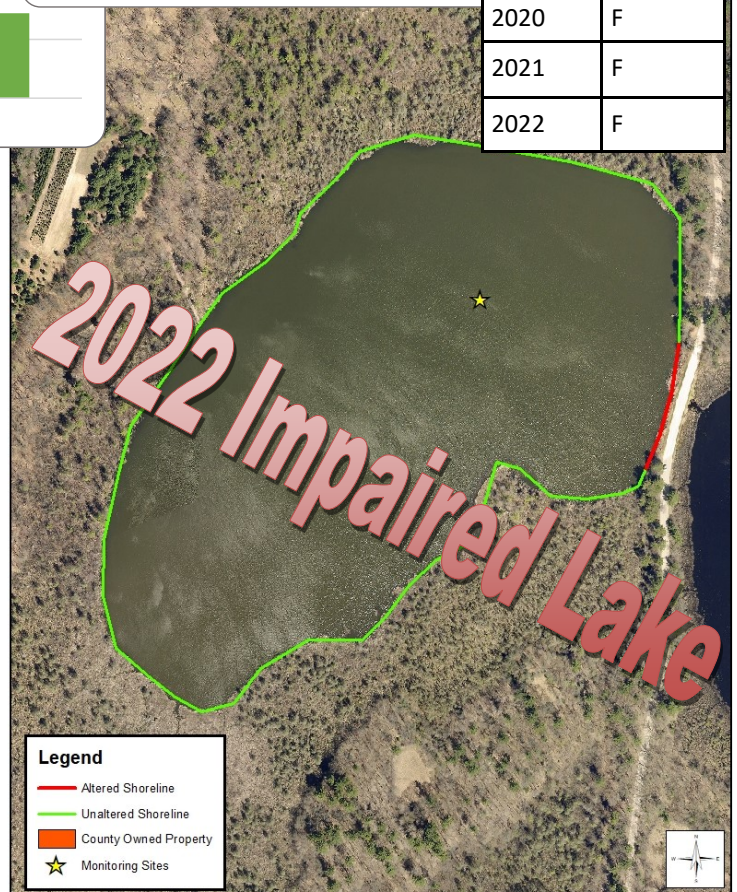 2020 F
2021 F
2022 F
2022 Impaired Lake
Legend
Altered Shoreline
Unaltered Shoreline
County Owned Property
Monitoring Sites
N
W E
S